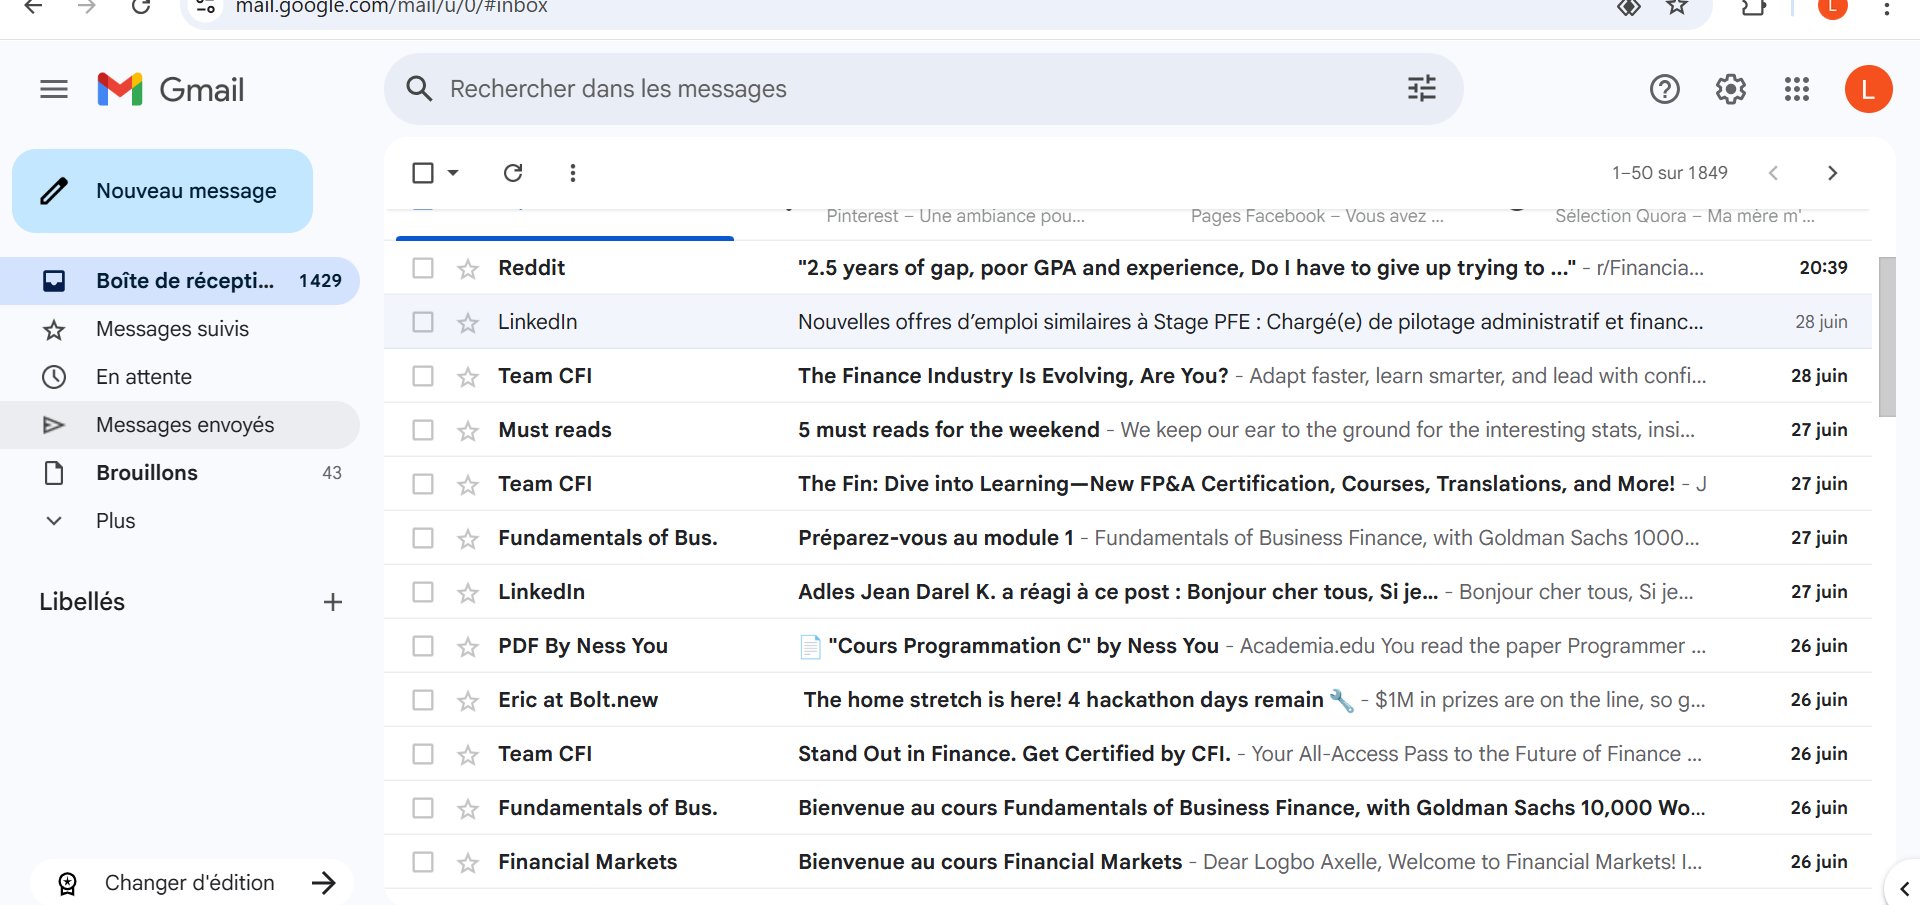 mail.google.com/mail/u/0/#inbox
L
Gmail
Rechercher dans les messages
L
Nouveau message
1–50 sur 1849
Pinterest – Une ambiance pou...
Pages Facebook – Vous avez ...
Sélection Quora – Ma mère m'...
Boîte de récepti... 1 429
Messages suivis
En attente
Messages envoyés
Brouillons 43
Plus
Libellés
Changer d'édition
Reddit "2.5 years of gap, poor GPA and experience, Do I have to give up trying to ..." - r/Financia... 20:39
LinkedIn Nouvelles offres d’emploi similaires à Stage PFE : Chargé(e) de pilotage administratif et financ... 28 juin
Team CFI The Finance Industry Is Evolving, Are You? - Adapt faster, learn smarter, and lead with confi... 28 juin
Must reads 5 must reads for the weekend - We keep our ear to the ground for the interesting stats, insi... 27 juin
Team CFI The Fin: Dive into Learning—New FP&A Certification, Courses, Translations, and More! - J 27 juin
Fundamentals of Bus. Préparez-vous au module 1 - Fundamentals of Business Finance, with Goldman Sachs 1000... 27 juin
LinkedIn Adles Jean Darel K. a réagi à ce post : Bonjour cher tous, Si je... - Bonjour cher tous, Si je... 27 juin
PDF By Ness You 📄 "Cours Programmation C" by Ness You - Academia.edu You read the paper Programmer ... 26 juin
Eric at Bolt.new The home stretch is here! 4 hackathon days remain 🔧 - $1M in prizes are on the line, so g... 26 juin
Team CFI Stand Out in Finance. Get Certified by CFI. - Your All-Access Pass to the Future of Finance ... 26 juin
Fundamentals of Bus. Bienvenue au cours Fundamentals of Business Finance, with Goldman Sachs 10,000 Wo... 26 juin
Financial Markets Bienvenue au cours Financial Markets - Dear Logbo Axelle, Welcome to Financial Markets! I... 26 juin